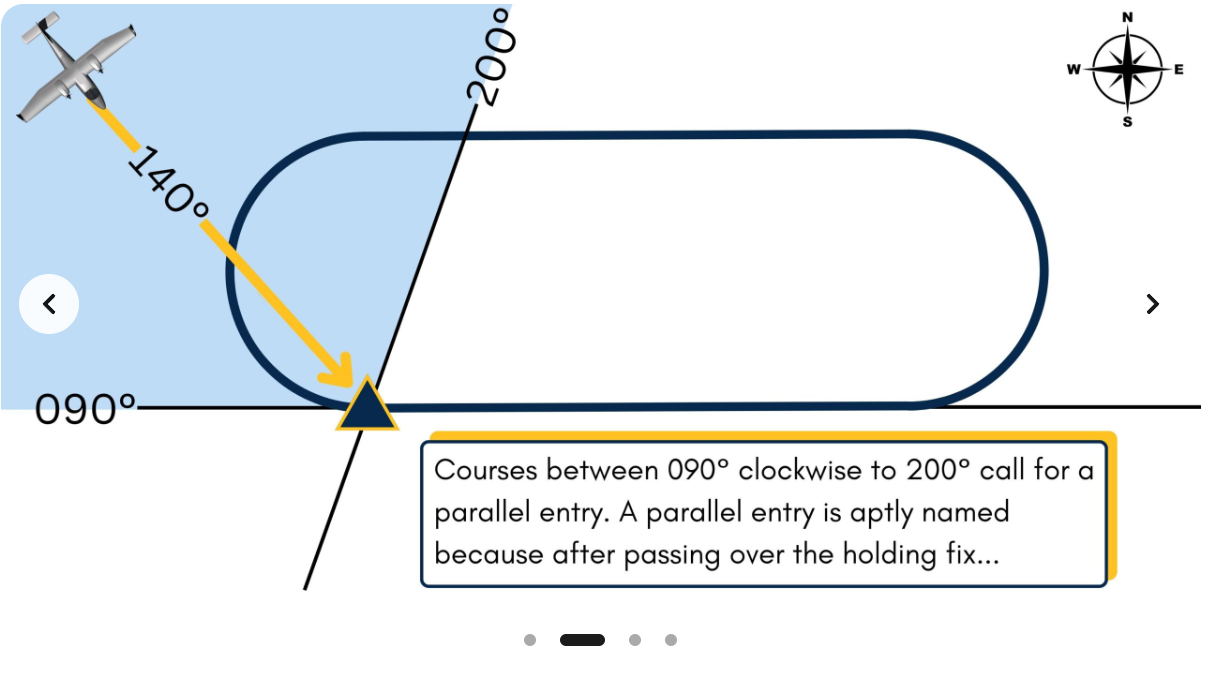 200°
N
W E
S
140°
090°
Courses between 090° clockwise to 200° call for a
parallel entry. A parallel entry is aptly named
because after passing over the holding fix...